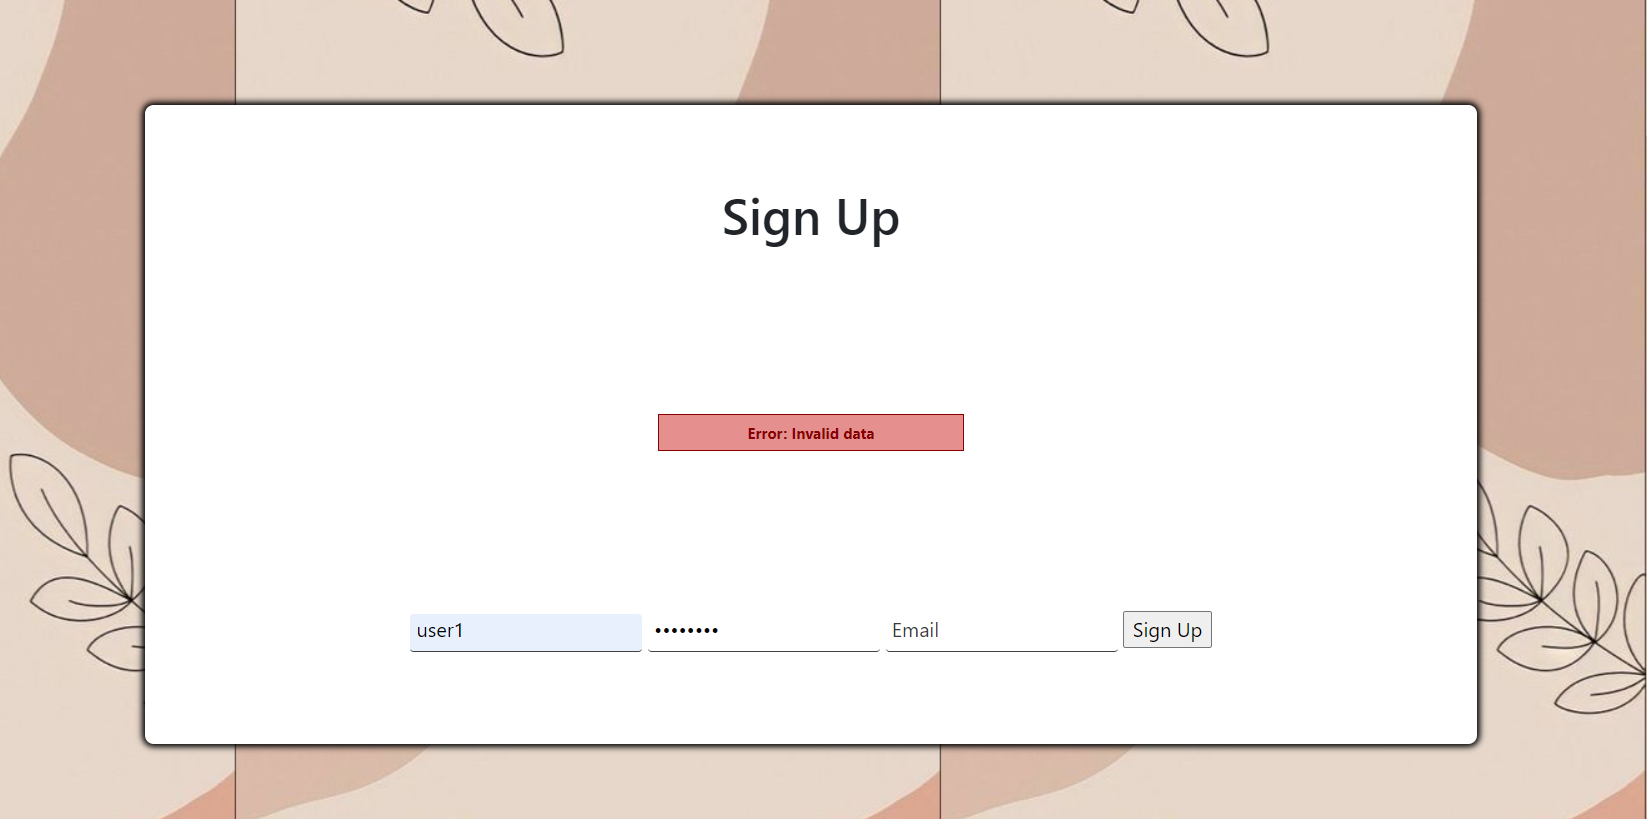 Sign Up
Error: Invalid data
user1 •••••••• Email Sign Up